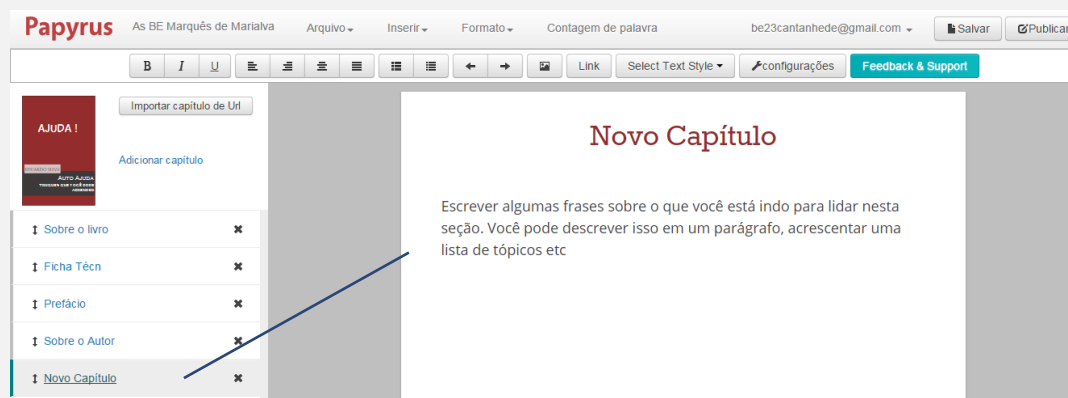 Papyrus As BE Marquês de Marialva Arquivo Inserir Formato Contagem de palavra be23cantanhede@gmail.com Salvar Publicar
B I U Link Select Text Style configurações Feedback & Support
AJUDA !
Importar capítulo de Url
Adicionar capítulo
Auto Ajuda
Sobre o livro
Ficha Técn
Prefácio
Sobre o Autor
Novo Capítulo
Novo Capítulo
Escrever algumas frases sobre o que você está indo para lidar nesta
seção. Você pode descrever isso em um parágrafo, acrescentar uma
lista de tópicos etc